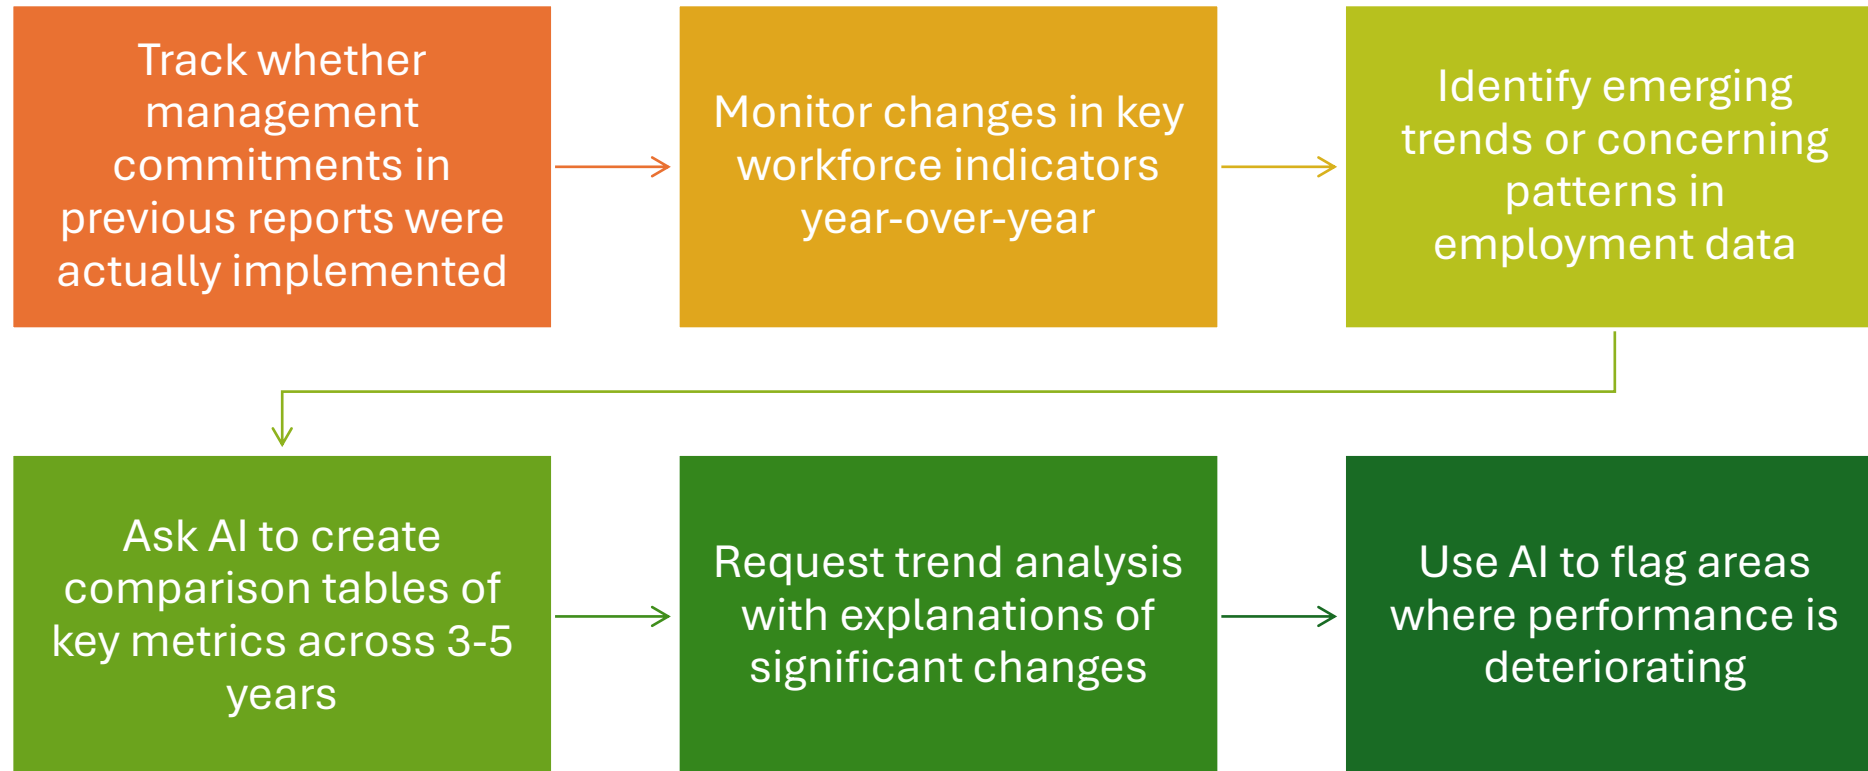 Track whether
management
commitments in
previous reports were
actually implemented
Monitor changes in key
workforce indicators
year-over-year
Identify emerging
trends or concerning
patterns in
employment data
Ask AI to create
comparison tables of
key metrics across 3-5
years
Request trend analysis
with explanations of
significant changes
Use AI to flag areas
where performance is
deteriorating